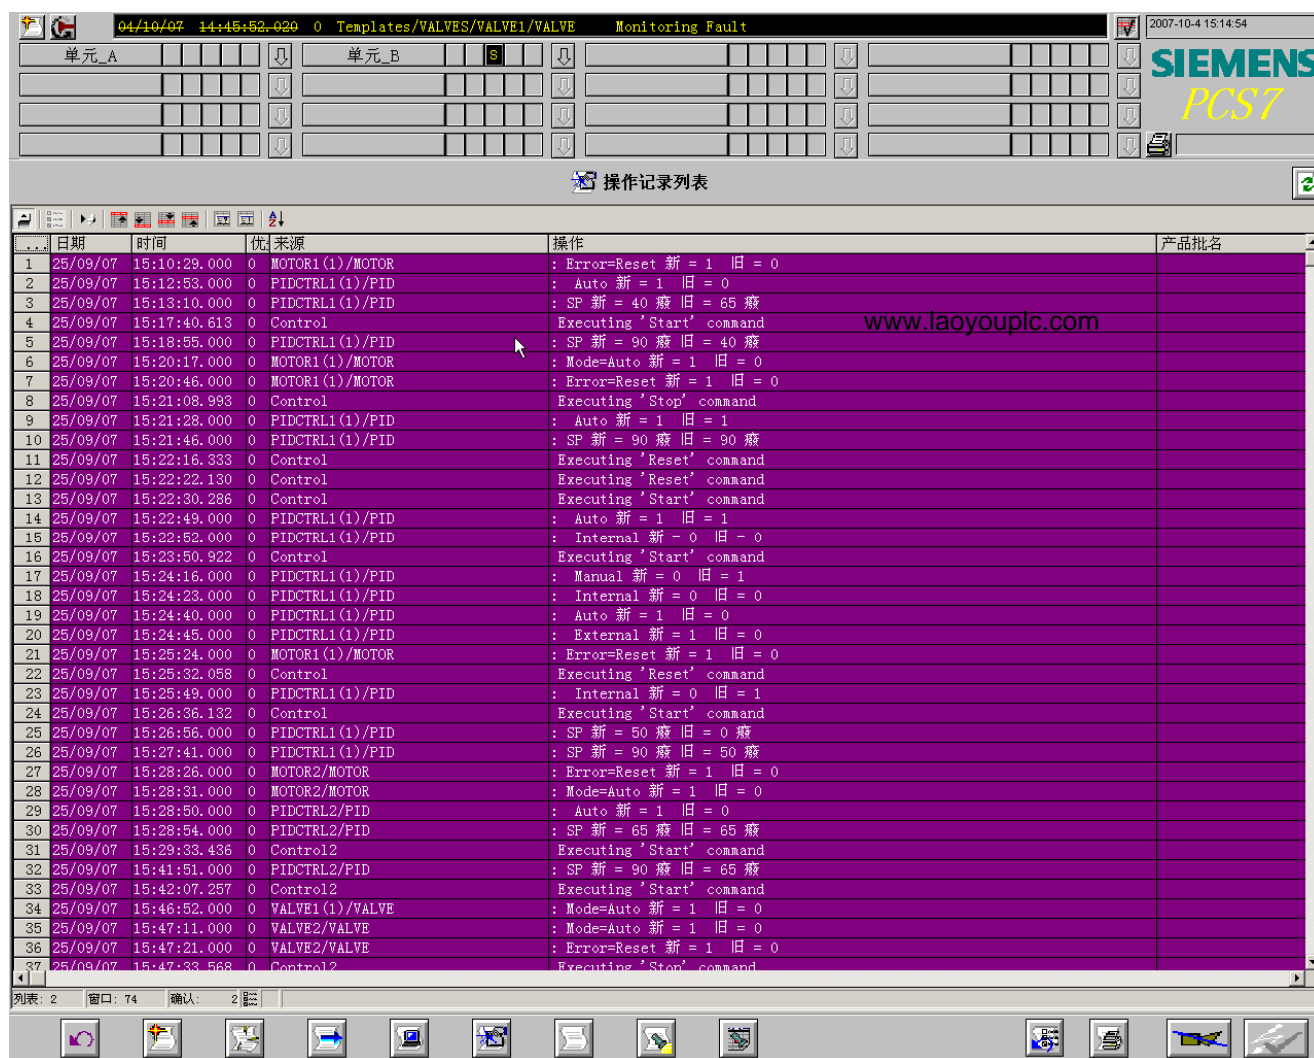 04/10/07 14:45:52.020 0 Templates/VALVES/VALVE1/VALVE Monitoring Fault
2007-10-4 15:14:54
单元_A
单元_B S
SIEMENS
PCS7
操作记录列表
... 日期 时间 优 来源 操作 产品批名
1 25/09/07 15:10:29.000 0 MOTOR1(1)/MOTOR : Error=Reset 新 = 1 旧 = 0
2 25/09/07 15:12:53.000 0 PIDCTRL1(1)/PID : Auto 新 = 1 旧 = 0
3 25/09/07 15:13:10.000 0 PIDCTRL1(1)/PID : SP 新 = 40 癈 旧 = 65 癈
4 25/09/07 15:17:40.613 0 Control Executing 'Start' command
www.laoyouplc.com
5 25/09/07 15:18:55.000 0 PIDCTRL1(1)/PID : SP 新 = 90 癈 旧 = 40 癈
6 25/09/07 15:20:17.000 0 MOTOR1(1)/MOTOR : Mode=Auto 新 = 1 旧 = 0
7 25/09/07 15:20:46.000 0 MOTOR1(1)/MOTOR : Error=Reset 新 = 1 旧 = 0
8 25/09/07 15:21:08.993 0 Control Executing 'Stop' command
9 25/09/07 15:21:28.000 0 PIDCTRL1(1)/PID : Auto 新 = 1 旧 = 1
10 25/09/07 15:21:46.000 0 PIDCTRL1(1)/PID : SP 新 = 90 癈 旧 = 90 癈
11 25/09/07 15:22:16.333 0 Control Executing 'Reset' command
12 25/09/07 15:22:22.130 0 Control Executing 'Reset' command
13 25/09/07 15:22:30.286 0 Control Executing 'Start' command
14 25/09/07 15:22:49.000 0 PIDCTRL1(1)/PID : Auto 新 = 1 旧 = 1
15 25/09/07 15:22:52.000 0 PIDCTRL1(1)/PID : Internal 新 = 0 旧 = 0
16 25/09/07 15:23:50.922 0 Control Executing 'Start' command
17 25/09/07 15:24:16.000 0 PIDCTRL1(1)/PID : Manual 新 = 0 旧 = 1
18 25/09/07 15:24:23.000 0 PIDCTRL1(1)/PID : Internal 新 = 0 旧 = 0
19 25/09/07 15:24:40.000 0 PIDCTRL1(1)/PID : Auto 新 = 1 旧 = 0
20 25/09/07 15:24:45.000 0 PIDCTRL1(1)/PID : External 新 = 1 旧 = 0
21 25/09/07 15:25:24.000 0 MOTOR1(1)/MOTOR : Error=Reset 新 = 1 旧 = 0
22 25/09/07 15:25:32.058 0 Control Executing 'Reset' command
23 25/09/07 15:25:49.000 0 PIDCTRL1(1)/PID : Internal 新 = 0 旧 = 1
24 25/09/07 15:26:36.132 0 Control Executing 'Start' command
25 25/09/07 15:26:56.000 0 PIDCTRL1(1)/PID : SP 新 = 50 癈 旧 = 0 癈
26 25/09/07 15:27:41.000 0 PIDCTRL1(1)/PID : SP 新 = 90 癈 旧 = 50 癈
27 25/09/07 15:28:26.000 0 MOTOR2/MOTOR : Error=Reset 新 = 1 旧 = 0
28 25/09/07 15:28:31.000 0 MOTOR2/MOTOR : Mode=Auto 新 = 1 旧 = 0
29 25/09/07 15:28:50.000 0 PIDCTRL2/PID : Auto 新 = 1 旧 = 0
30 25/09/07 15:28:54.000 0 PIDCTRL2/PID : SP 新 = 65 癈 旧 = 65 癈
31 25/09/07 15:29:33.436 0 Control2 Executing 'Start' command
32 25/09/07 15:41:51.000 0 PIDCTRL2/PID : SP 新 = 90 癈 旧 = 65 癈
33 25/09/07 15:42:07.257 0 Control2 Executing 'Start' command
34 25/09/07 15:46:52.000 0 VALVE1(1)/VALVE : Mode=Auto 新 = 1 旧 = 0
35 25/09/07 15:47:11.000 0 VALVE2/VALVE : Mode=Auto 新 = 1 旧 = 0
36 25/09/07 15:47:21.000 0 VALVE2/VALVE : Error=Reset 新 = 1 旧 = 0
37 25/09/07 15:47:33.568 0 Control2 Executing 'Stop' command
列表: 2 窗口: 74 确认: 2